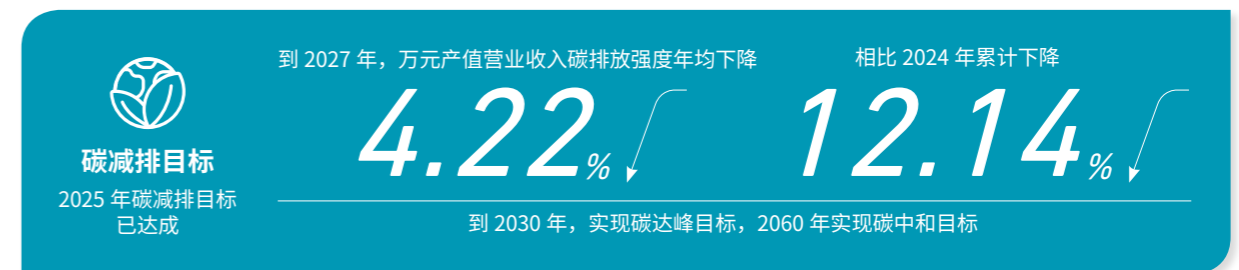 碳减排目标
2025 年碳减排目标
已达成
到 2027 年，万元产值营业收入碳排放强度年均下降
4.22%
相比 2024 年累计下降
12.14%
到 2030 年，实现碳达峰目标，2060 年实现碳中和目标